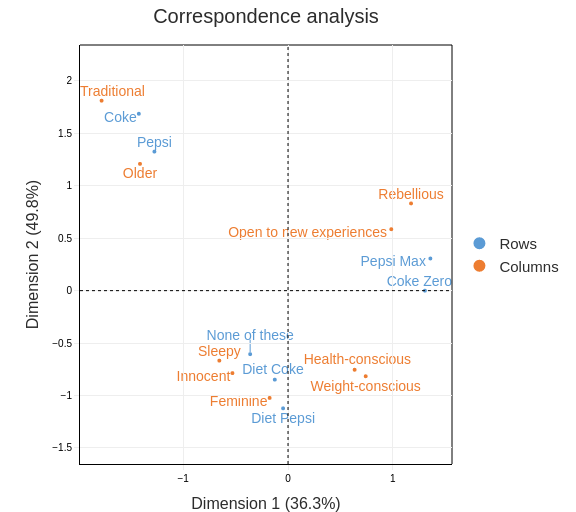 Correspondence analysis
2
Traditional
Coke
1.5
Pepsi
Older
1
Rebellious
Open to new experiences
0.5
Pepsi Max
Coke Zero
0
None of these
−0.5
Sleepy
Health-conscious
Innocent
Diet Coke
Weight-conscious
−1
Feminine
Diet Pepsi
−1.5
−1 0 1
Dimension 1 (36.3%)
Dimension 2 (49.8%)
Rows
Columns